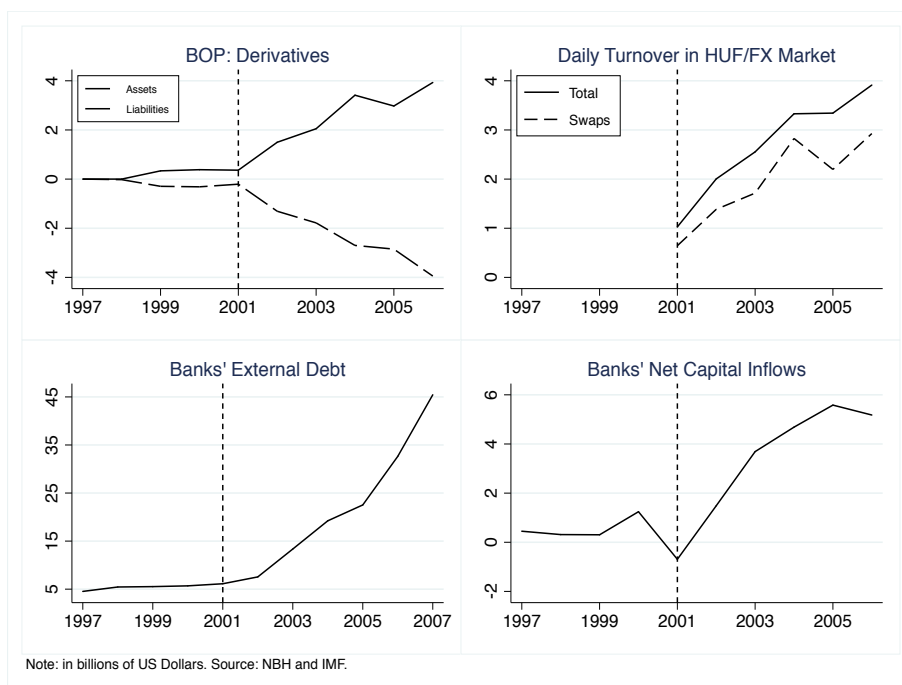 BOP: Derivatives
4
2
0
-2
-4
Assets
Liabilities
1997 1999 2001 2003 2005
Daily Turnover in HUF/FX Market
4
3
2
1
0
Total
Swaps
1997 1999 2001 2003 2005
Banks' External Debt
45
35
25
15
5
1997 1999 2001 2003 2005 2007
Banks' Net Capital Inflows
6
4
2
0
-2
1997 1999 2001 2003 2005
Note: in billions of US Dollars. Source: NBH and IMF.